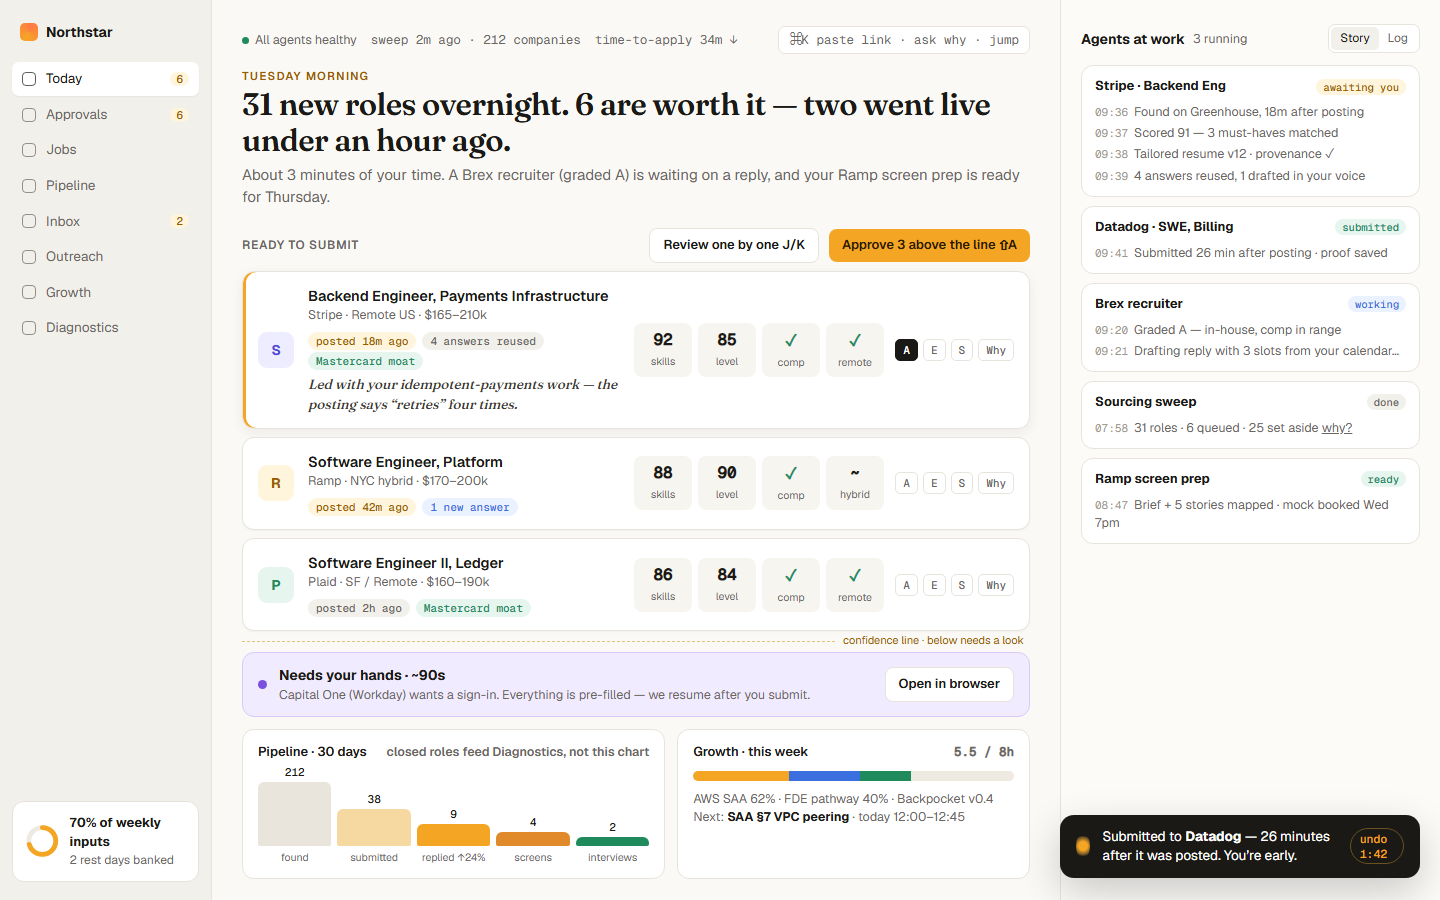 Northstar
Today 6
Approvals 6
Jobs
Pipeline
Inbox 2
Outreach
Growth
Diagnostics
70% of weekly
inputs
2 rest days banked
All agents healthy sweep 2m ago · 212 companies time-to-apply 34m ↓
⌘K paste link · ask why · jump
TUESDAY MORNING
31 new roles overnight. 6 are worth it — two went live
under an hour ago.
About 3 minutes of your time. A Brex recruiter (graded A) is waiting on a reply, and your Ramp screen prep is ready
for Thursday.
READY TO SUBMIT
Review one by one J/K
Approve 3 above the line ⇧A
S
Backend Engineer, Payments Infrastructure
Stripe · Remote US · $165–210k
posted 18m ago 4 answers reused
Mastercard moat
Led with your idempotent-payments work — the
posting says “retries” four times.
92 85 ✓ ✓
skills level comp remote
A E S Why
R
Software Engineer, Platform
Ramp · NYC hybrid · $170–200k
posted 42m ago 1 new answer
88 90 ✓ ~
skills level comp hybrid
A E S Why
P
Software Engineer II, Ledger
Plaid · SF / Remote · $160–190k
posted 2h ago Mastercard moat
86 84 ✓ ✓
skills level comp remote
A E S Why
confidence line · below needs a look
Needs your hands · ~90s
Capital One (Workday) wants a sign-in. Everything is pre-filled — we resume after you submit.
Open in browser
Pipeline · 30 days closed roles feed Diagnostics, not this chart
212
38
9
4
2
found submitted replied ↑24% screens interviews
Growth · this week 5.5 / 8h
AWS SAA 62% · FDE pathway 40% · Backpocket v0.4
Next: SAA §7 VPC peering · today 12:00–12:45
Agents at work 3 running
Story Log
Stripe · Backend Eng awaiting you
09:36 Found on Greenhouse, 18m after posting
09:37 Scored 91 — 3 must-haves matched
09:38 Tailored resume v12 · provenance ✓
09:39 4 answers reused, 1 drafted in your voice
Datadog · SWE, Billing submitted
09:41 Submitted 26 min after posting · proof saved
Brex recruiter working
09:20 Graded A — in-house, comp in range
09:21 Drafting reply with 3 slots from your calendar…
Sourcing sweep done
07:58 31 roles · 6 queued · 25 set aside why?
Ramp screen prep ready
08:47 Brief + 5 stories mapped · mock booked Wed
7pm
Submitted to Datadog — 26 minutes
after it was posted. You’re early.
undo
1:42